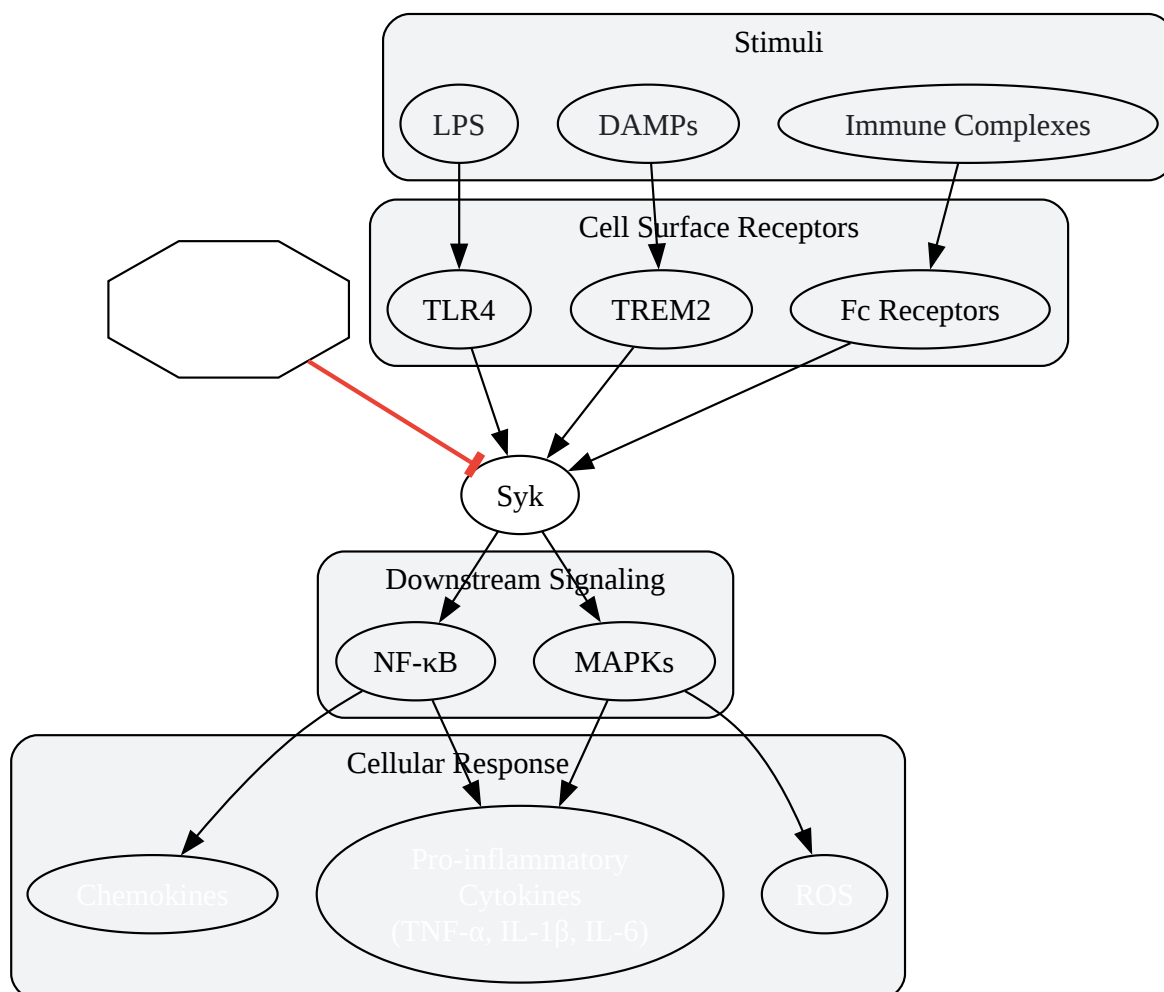 Stimuli
LPS
DAMPs
Immune Complexes
Cell Surface Receptors
TLR4
TREM2
Fc Receptors
Syk
Downstream Signaling
NF-κB
MAPKs
Cellular Response
Chemokines
Pro-inflammatory
Cytokines
(TNF-α, IL-1β, IL-6)
ROS